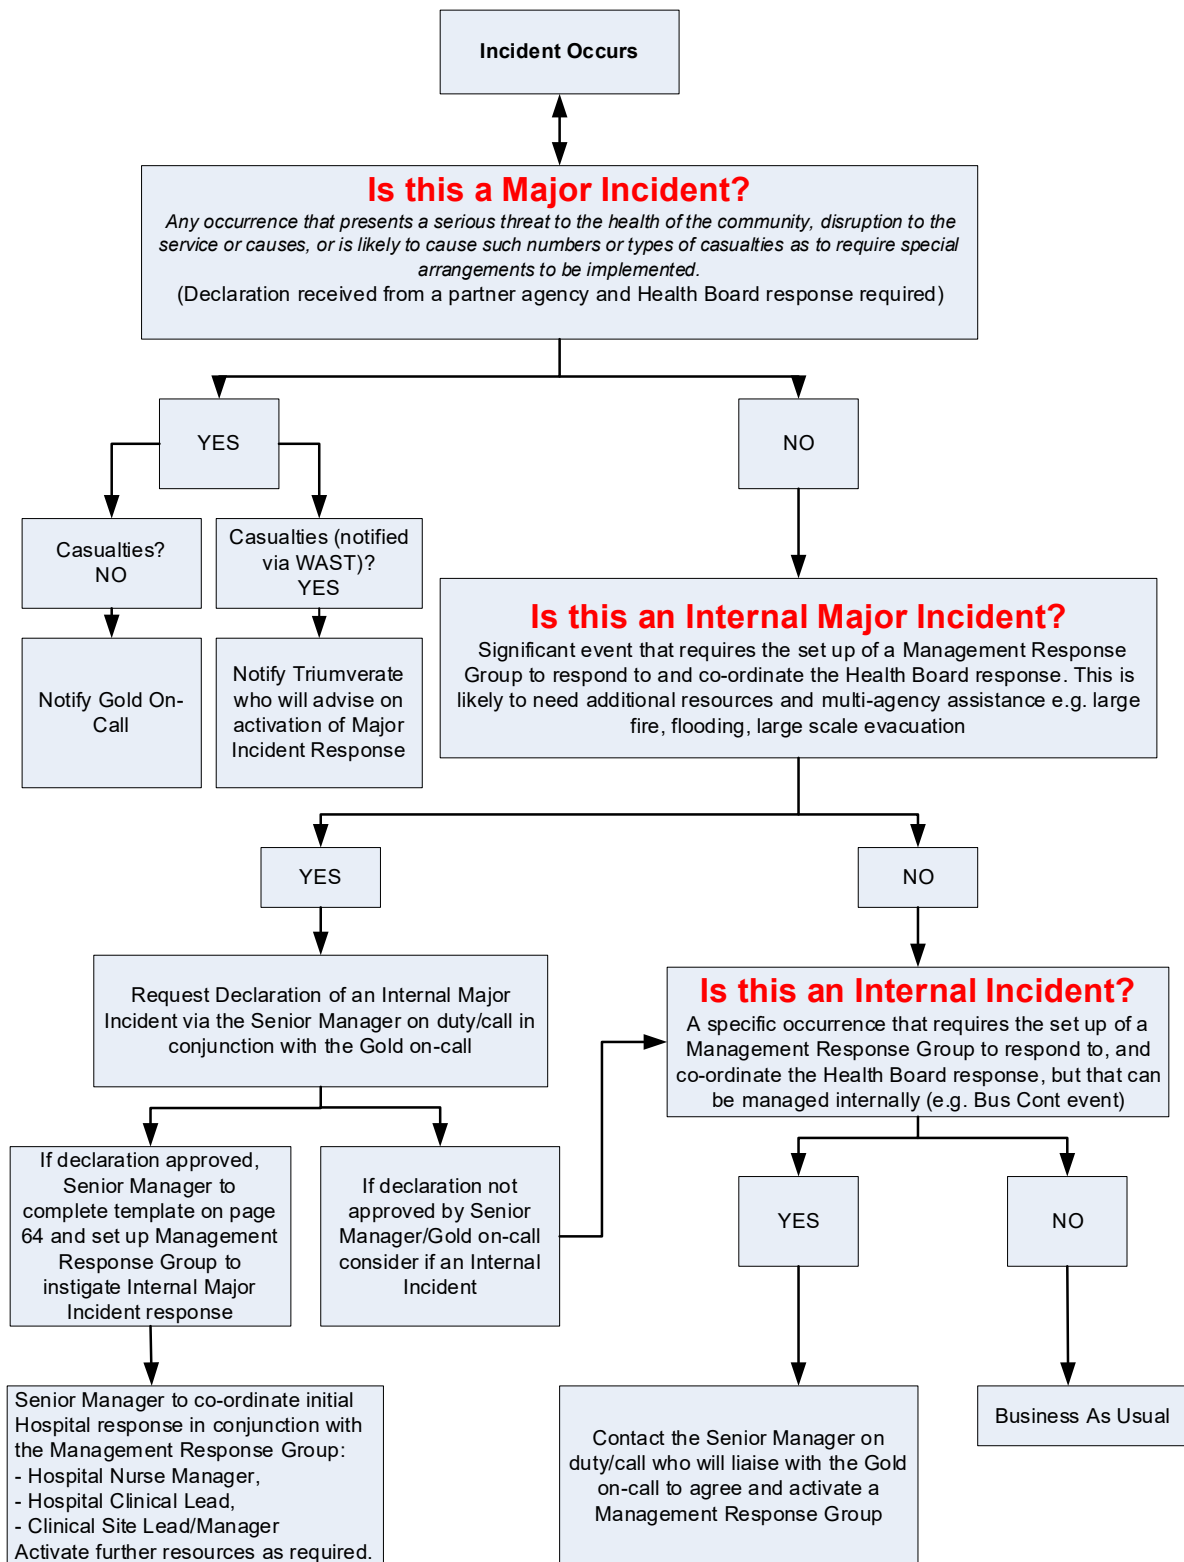 Incident Occurs
Is this a Major Incident?
Any occurrence that presents a serious threat to the health of the community, disruption to the
service or causes, or is likely to cause such numbers or types of casualties as to require special
arrangements to be implemented.
(Declaration received from a partner agency and Health Board response required)
YES
NO
Casualties?
NO
Casualties (notified
via WAST)?
YES
Notify Gold On-
Call
Notify Triumverate
who will advise on
activation of Major
Incident Response
Is this an Internal Major Incident?
Significant event that requires the set up of a Management Response
Group to respond to and co-ordinate the Health Board response. This is
likely to need additional resources and multi-agency assistance e.g. large
fire, flooding, large scale evacuation
YES
NO
Request Declaration of an Internal Major
Incident via the Senior Manager on duty/call in
conjunction with the Gold on-call
Is this an Internal Incident?
A specific occurrence that requires the set up of a
Management Response Group to respond to, and
co-ordinate the Health Board response, but that can
be managed internally (e.g. Bus Cont event)
If declaration approved,
Senior Manager to
complete template on page
64 and set up Management
Response Group to
instigate Internal Major
Incident response
If declaration not
approved by Senior
Manager/Gold on-call
consider if an Internal
Incident
YES
NO
Senior Manager to co-ordinate initial
Hospital response in conjunction with
the Management Response Group:
- Hospital Nurse Manager,
- Hospital Clinical Lead,
- Clinical Site Lead/Manager
Activate further resources as required.
Contact the Senior Manager on
duty/call who will liaise with the Gold
on-call to agree and activate a
Management Response Group
Business As Usual